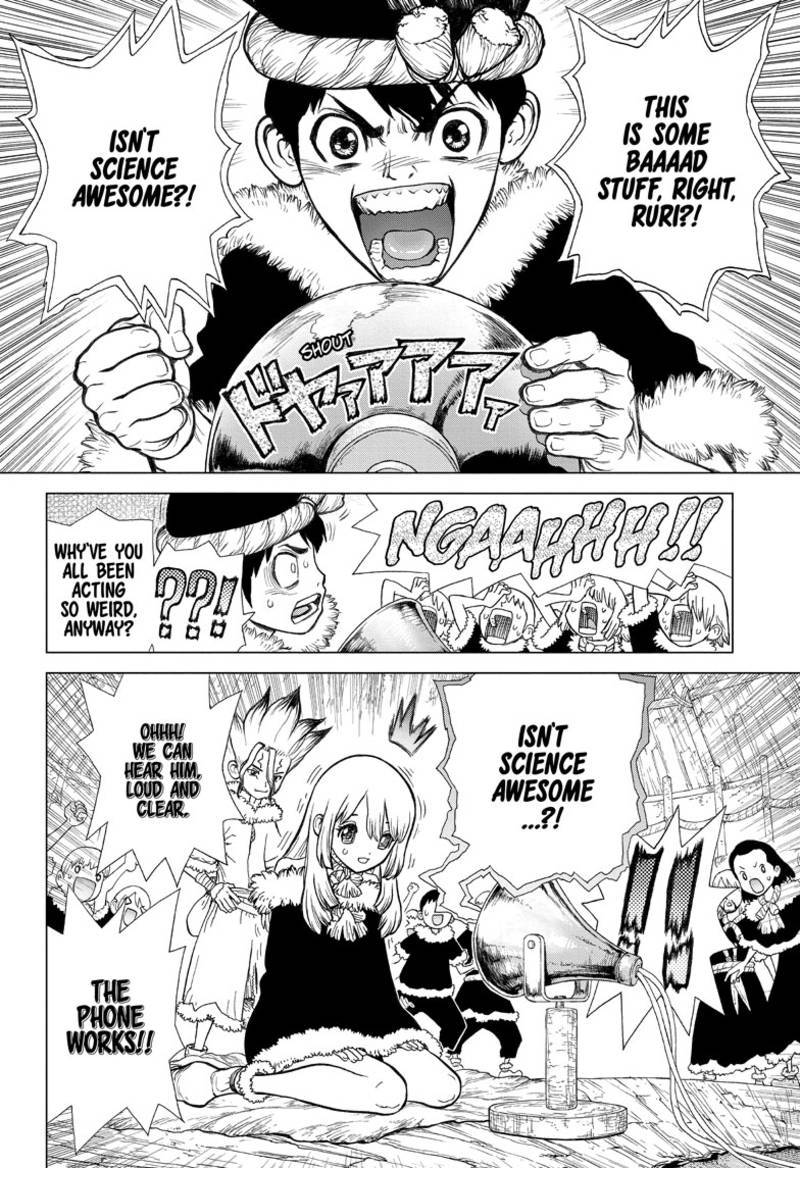 THIS
IS SOME
BAAAAD
STUFF, RIGHT,
RURI?!
ISN'T
SCIENCE
AWESOME?!
SHOUT
ドヤァアアアァ
NGAAHHH!!
??!
WHY'VE YOU
ALL BEEN
ACTING
SO WEIRD,
ANYWAY?
ISN'T
SCIENCE
AWESOME
...?!
!!
OHHH!
WE CAN
HEAR HIM,
LOUD AND
CLEAR.
THE
PHONE
WORKS!!